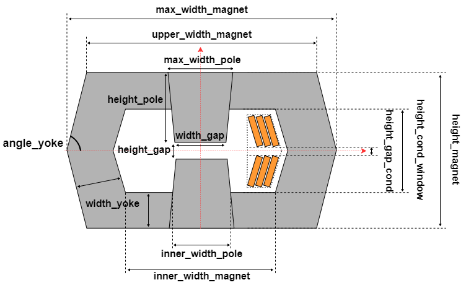 max_width_magnet
upper_width_magnet
max_width_pole
height_pole
width_gap
angle_yoke
height_gap
height_gap_cond
height_cond_window
height_magnet
width_yoke
inner_width_pole
inner_width_magnet